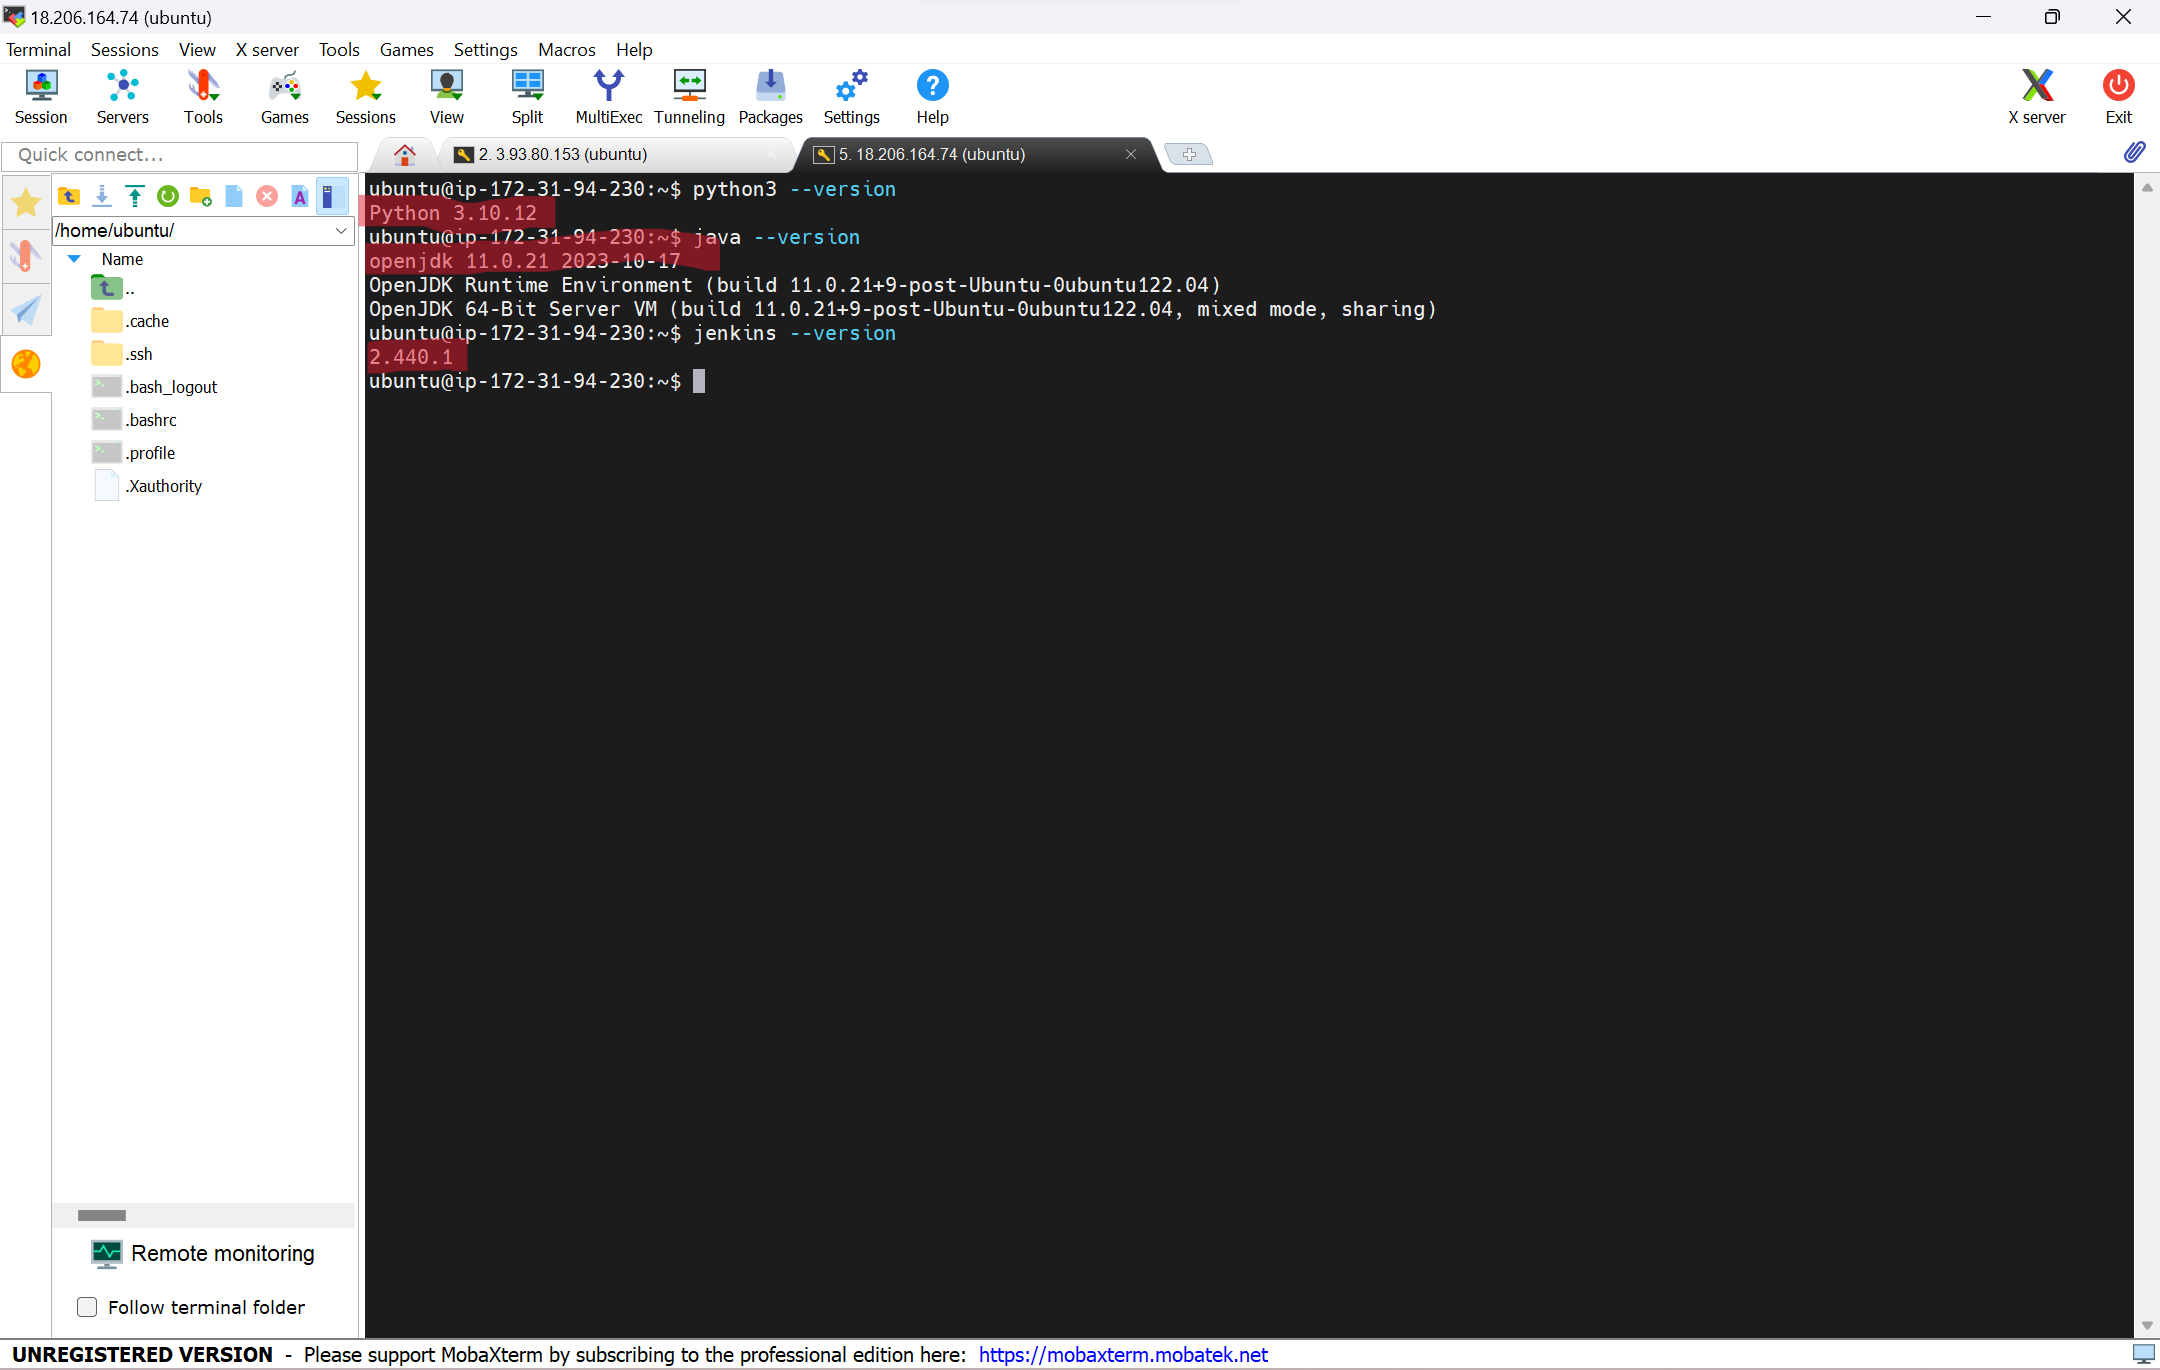 18.206.164.74 (ubuntu)
Terminal Sessions View X server Tools Games Settings Macros Help
Session Servers Tools Games Sessions View Split MultiExec Tunneling Packages Settings Help X server Exit
Quick connect...
2. 3.93.80.153 (ubuntu)
5. 18.206.164.74 (ubuntu)
/home/ubuntu/
Name
..
.cache
.ssh
.bash_logout
.bashrc
.profile
.Xauthority
Remote monitoring
Follow terminal folder
ubuntu@ip-172-31-94-230:~$ python3 --version
Python 3.10.12
ubuntu@ip-172-31-94-230:~$ java --version
openjdk 11.0.21 2023-10-17
OpenJDK Runtime Environment (build 11.0.21+9-post-Ubuntu-0ubuntu122.04)
OpenJDK 64-Bit Server VM (build 11.0.21+9-post-Ubuntu-0ubuntu122.04, mixed mode, sharing)
ubuntu@ip-172-31-94-230:~$ jenkins --version
2.440.1
ubuntu@ip-172-31-94-230:~$
UNREGISTERED VERSION - Please support MobaXterm by subscribing to the professional edition here: https://mobaxterm.mobatek.net